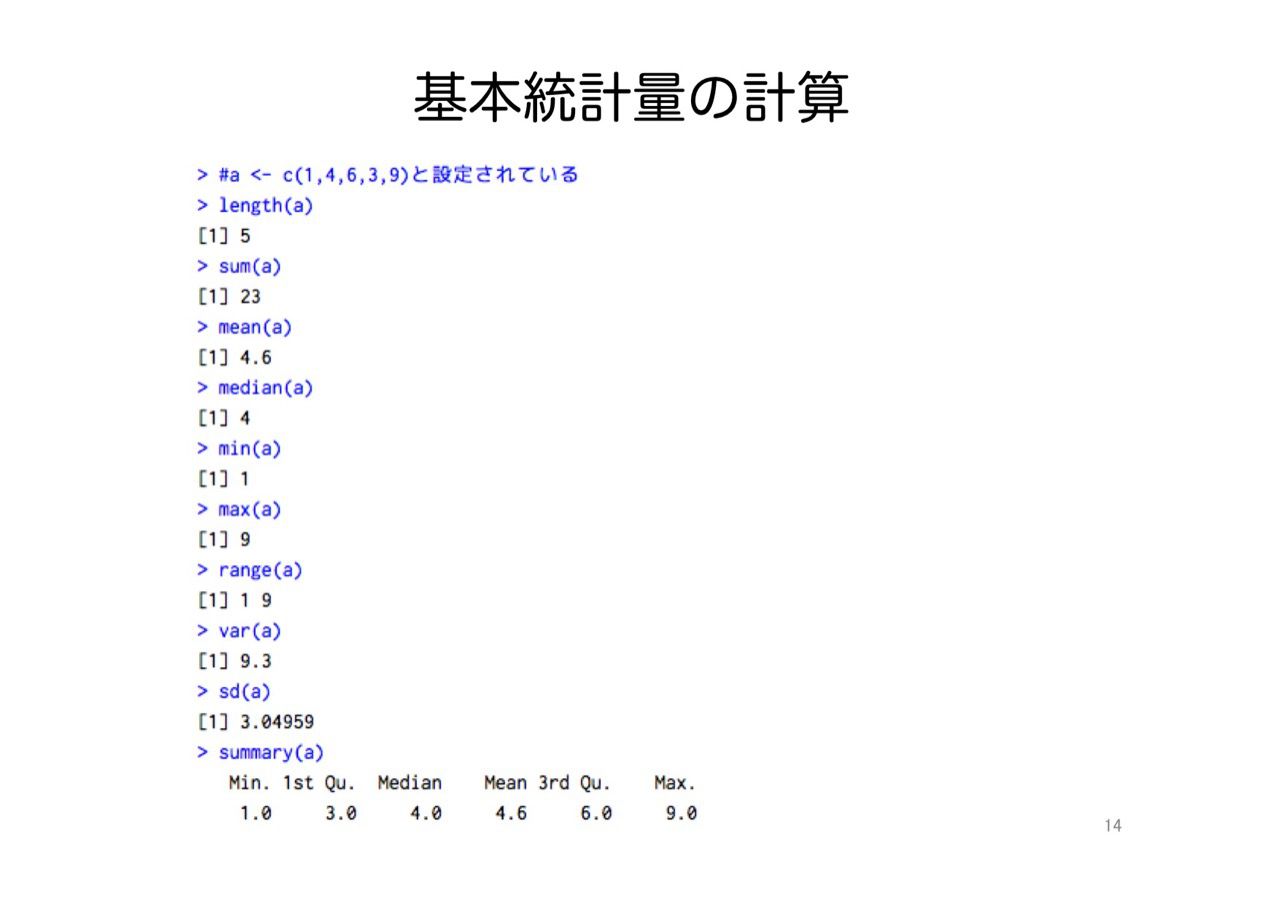 基本統計量の計算
> #a <- c(1,4,6,3,9)と設定されている
> length(a)
[1] 5
> sum(a)
[1] 23
> mean(a)
[1] 4.6
> median(a)
[1] 4
> min(a)
[1] 1
> max(a)
[1] 9
> range(a)
[1] 1 9
> var(a)
[1] 9.3
> sd(a)
[1] 3.04959
> summary(a)
Min. 1st Qu. Median Mean 3rd Qu. Max.
1.0 3.0 4.0 4.6 6.0 9.0
14